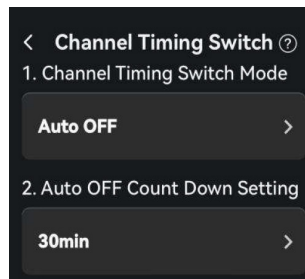 Channel Timing Switch
1. Channel Timing Switch Mode
Auto OFF
2. Auto OFF Count Down Setting
30min